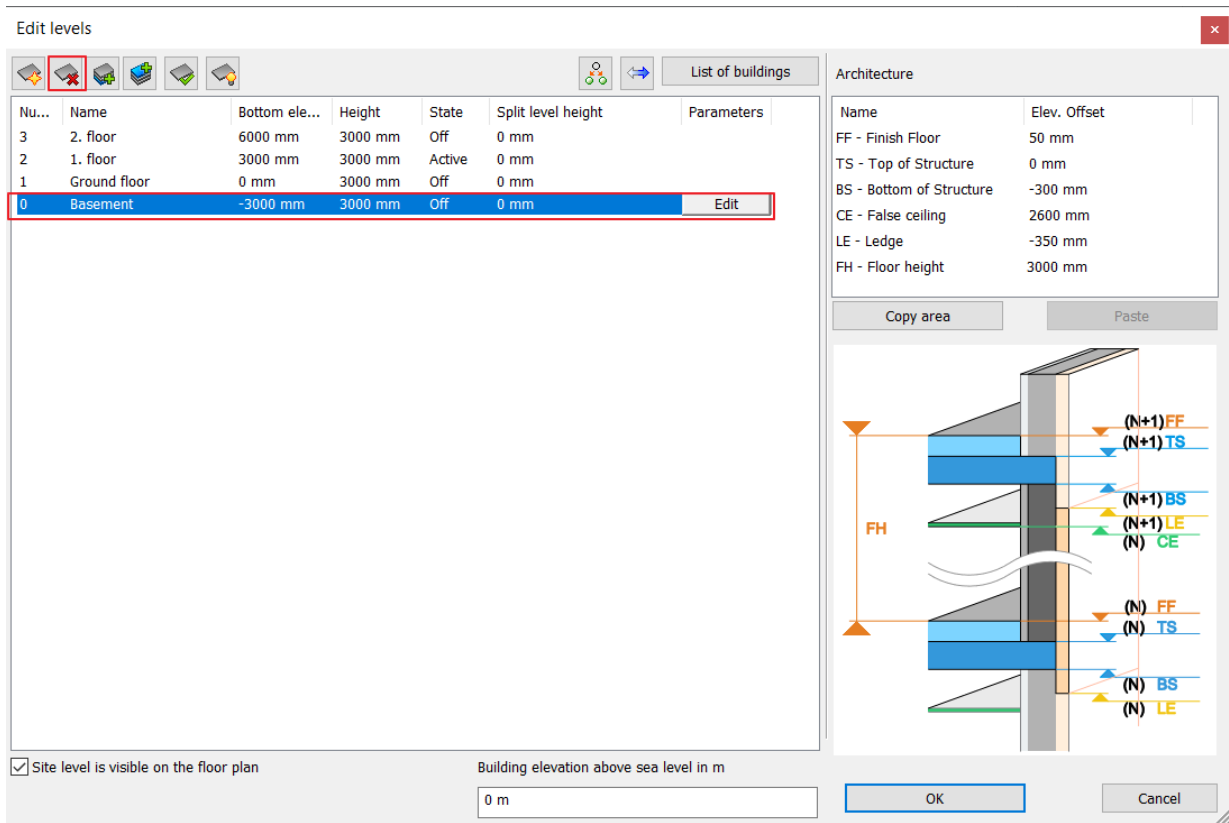 Edit levels
List of buildings
Nu... Name Bottom ele... Height State Split level height Parameters
3 2. floor 6000 mm 3000 mm Off 0 mm
2 1. floor 3000 mm 3000 mm Active 0 mm
1 Ground floor 0 mm 3000 mm Off 0 mm
0 Basement -3000 mm 3000 mm Off 0 mm Edit
Site level is visible on the floor plan
Building elevation above sea level in m
0 m
Architecture
Name Elev. Offset
FF - Finish Floor 50 mm
TS - Top of Structure 0 mm
BS - Bottom of Structure -300 mm
CE - False ceiling 2600 mm
LE - Ledge -350 mm
FH - Floor height 3000 mm
Copy area Paste
(N+1) FF
(N+1) TS
(N+1) BS
(N+1) LE
FH
(N) CE
(N) FF
(N) TS
(N) BS
(N) LE
OK Cancel